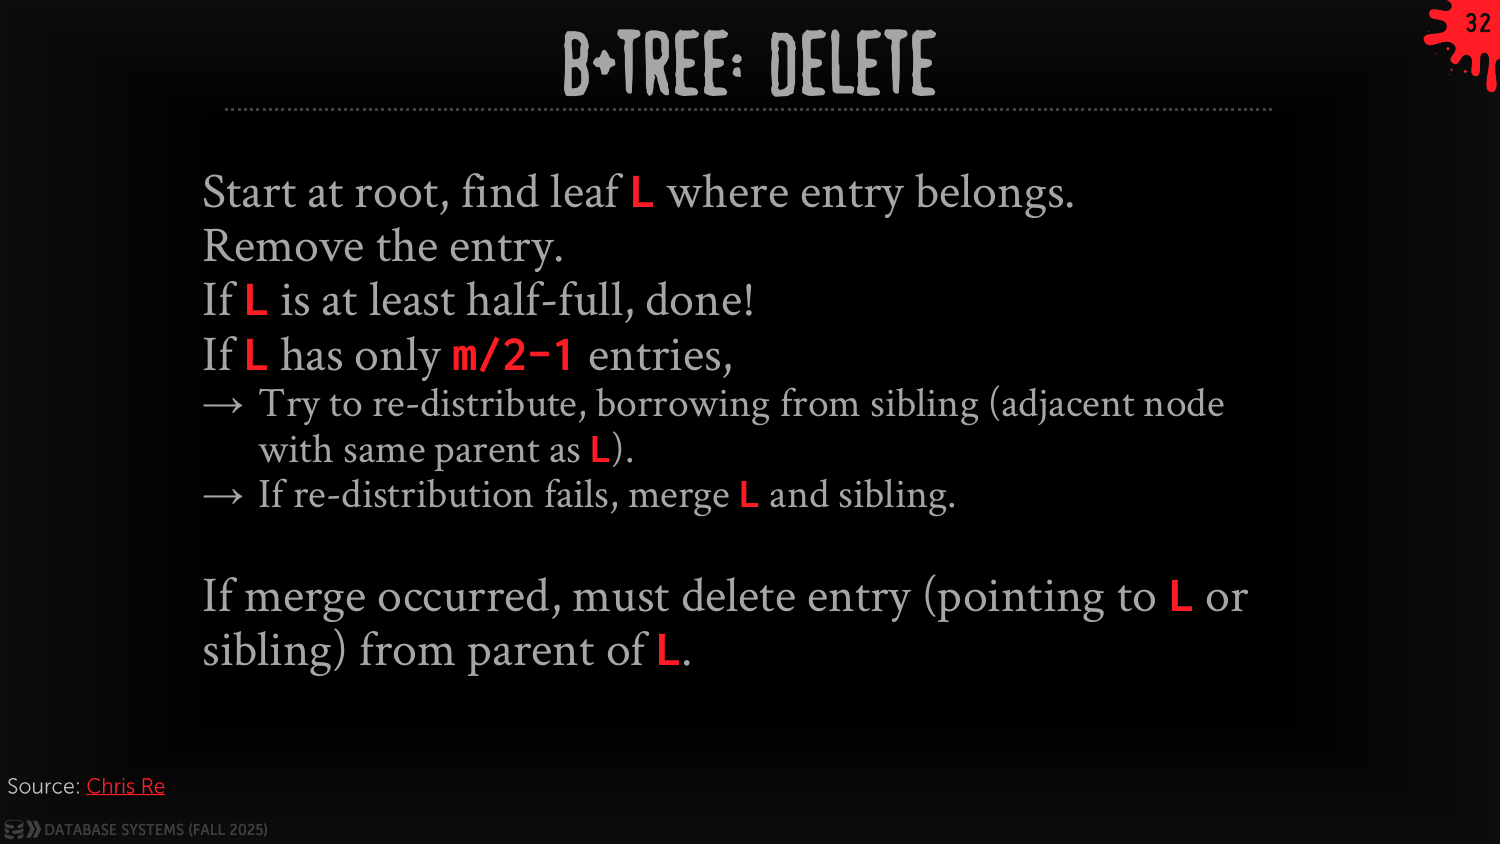 32
B+TREE: DELETE
Start at root, find leaf L where entry belongs.
Remove the entry.
If L is at least half-full, done!
If L has only m/2-1 entries,
→ Try to re-distribute, borrowing from sibling (adjacent node
with same parent as L).
→ If re-distribution fails, merge L and sibling.
If merge occurred, must delete entry (pointing to L or
sibling) from parent of L.
Source: Chris Re
DATABASE SYSTEMS (FALL 2025)